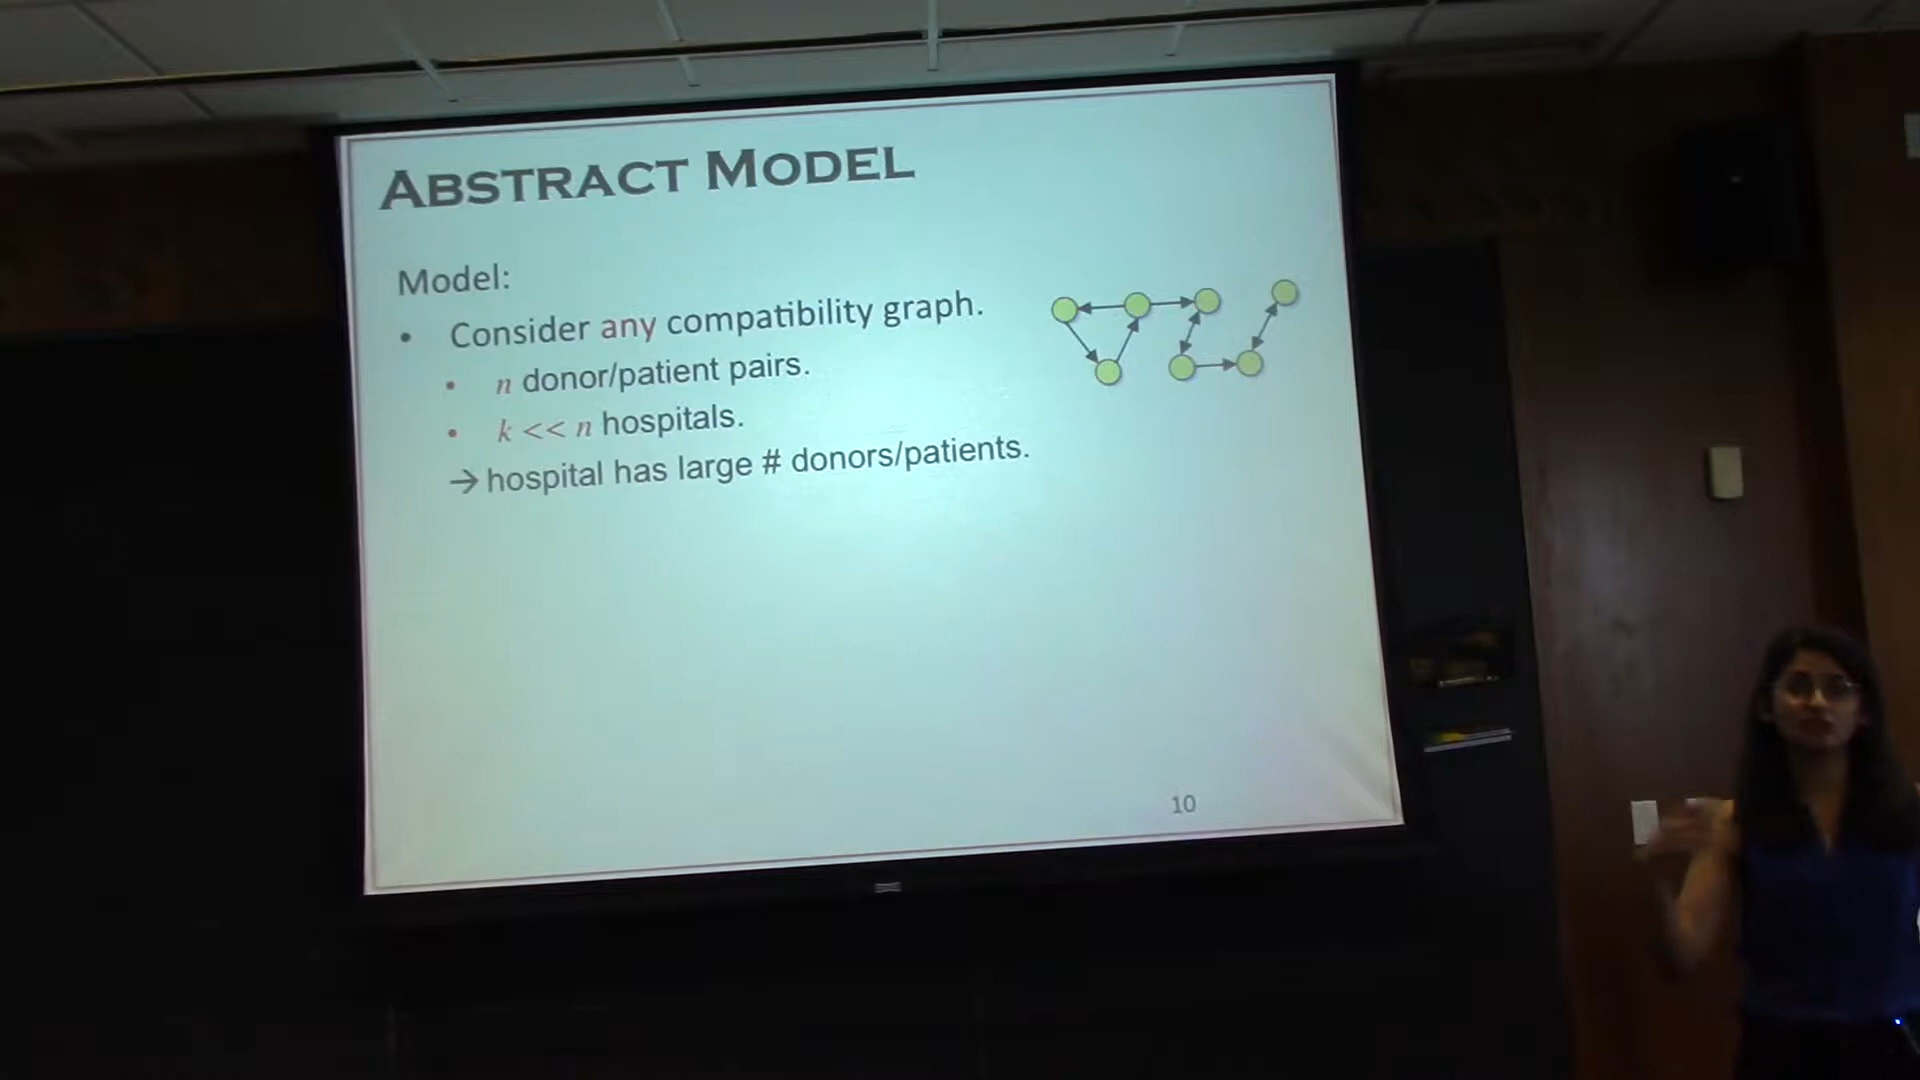 ABSTRACT MODEL
Model:
• Consider any compatibility graph.
• n donor/patient pairs.
• k << n hospitals.
→ hospital has large # donors/patients.
10